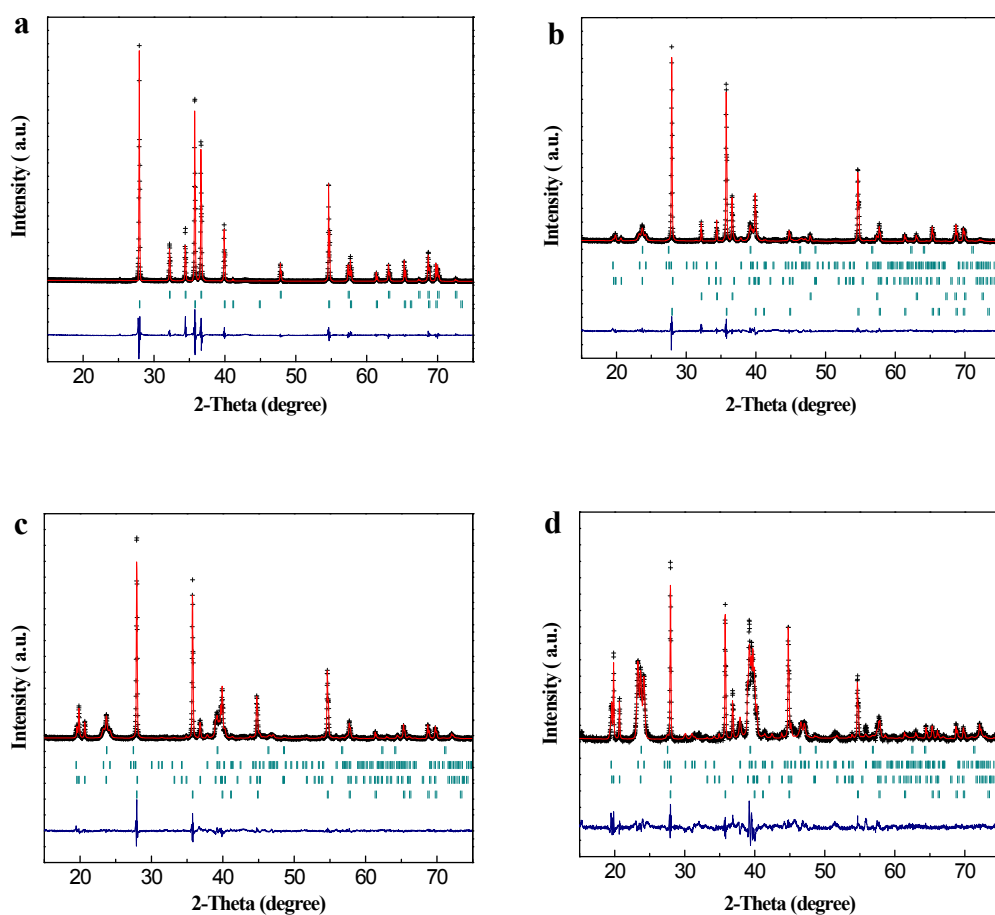 a
Intensity ( a.u.)
20 30 40 50 60 70
2-Theta (degree)
b
Intensity ( a.u.)
20 30 40 50 60 70
2-Theta (degree)
c
Intensity ( a.u.)
20 30 40 50 60 70
2-Theta (degree)
d
Intensity ( a.u.)
20 30 40 50 60 70
2-Theta (degree)